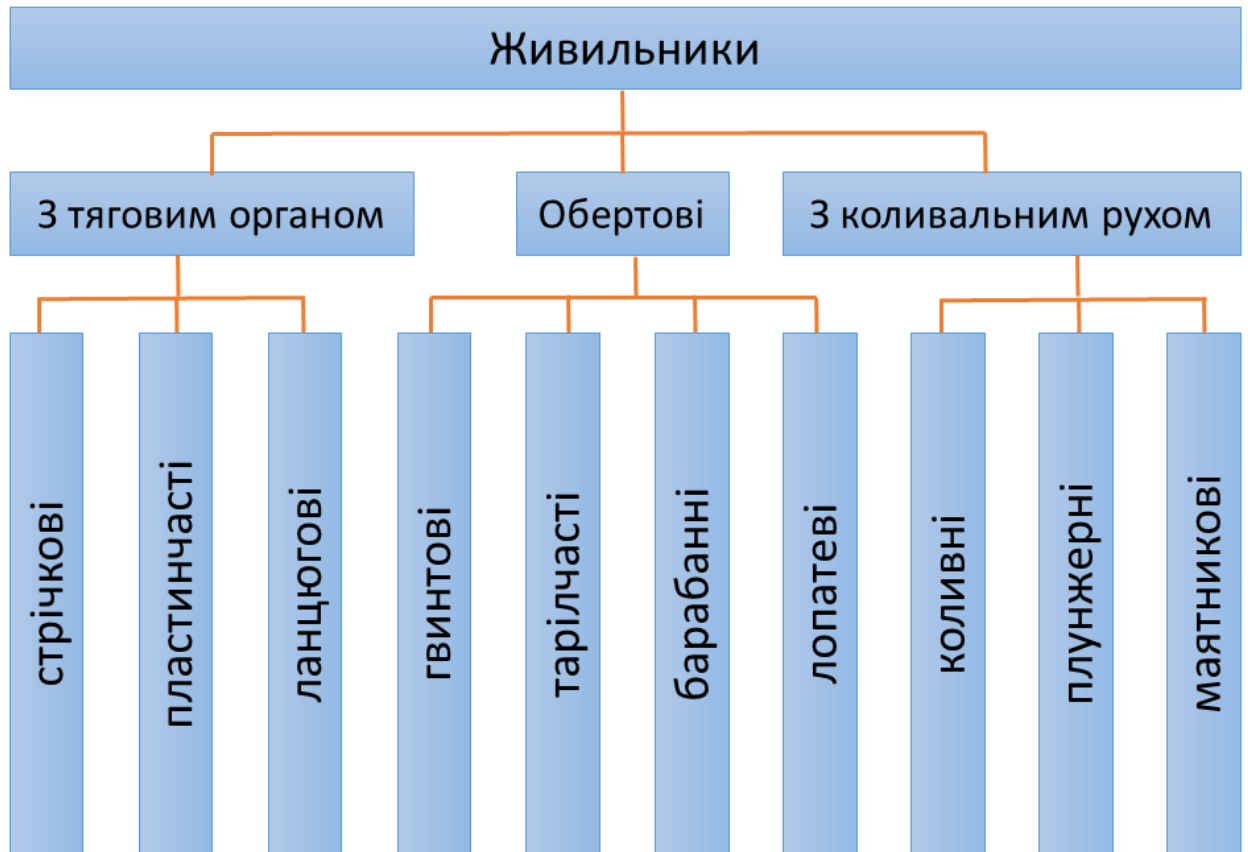 Живильники
З тяговим органом
Обертові
З коливальним рухом
стрічкові
пластинчасті
ланцюгові
гвинтові
тарілчасті
барабанні
лопатеві
коливні
плунжерні
маятникові